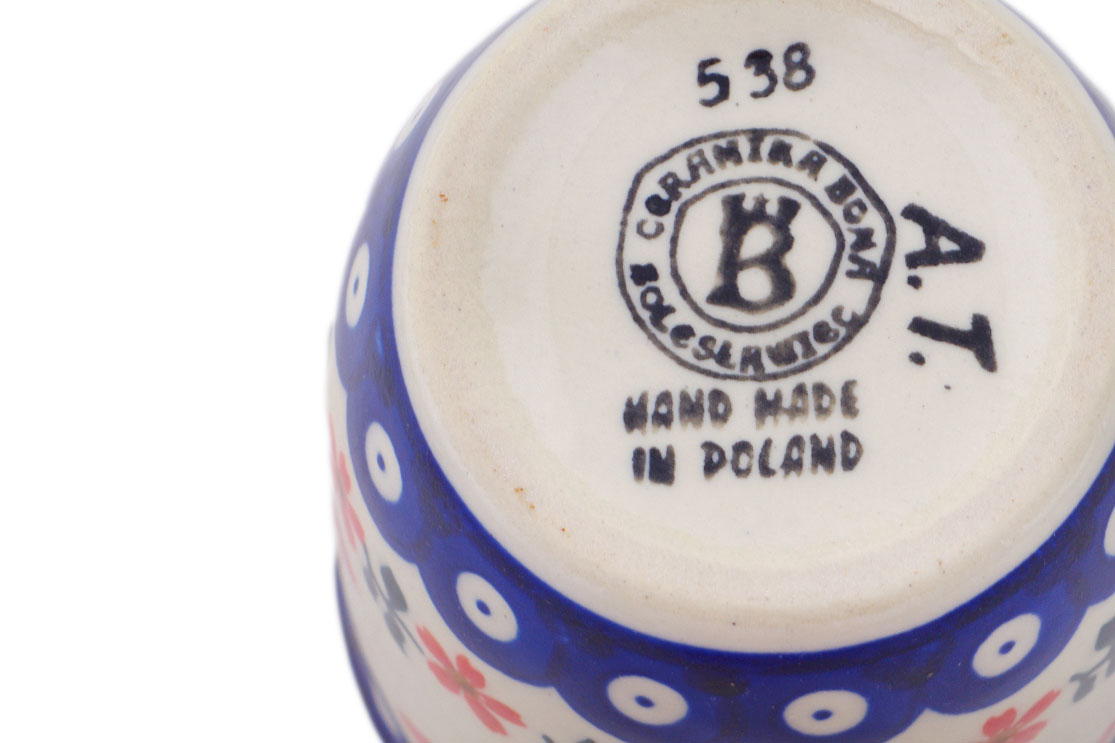 538
CERAMIKA BONA
B
BOLESŁAWIEC
A.T.
HAND MADE
IN POLAND